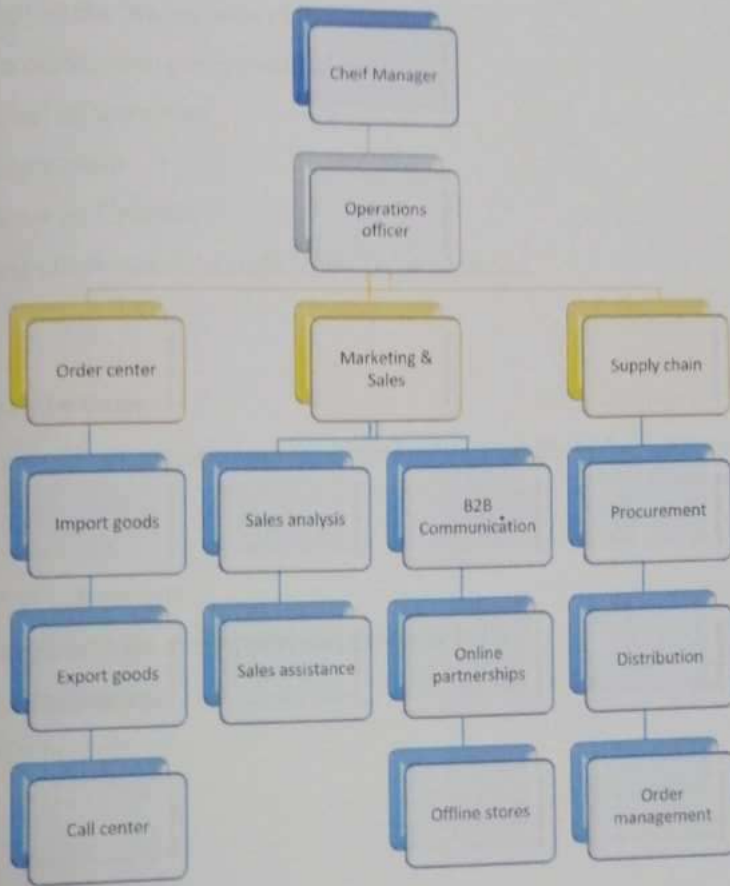 Cheif Manager
Operations
officer
Order center
Marketing &
Sales
Supply chain
Import goods
Sales analysis
B2B
Communication
Procurement
Export goods
Sales assistance
Online
partnerships
Distribution
Call center
Offline stores
Order
management